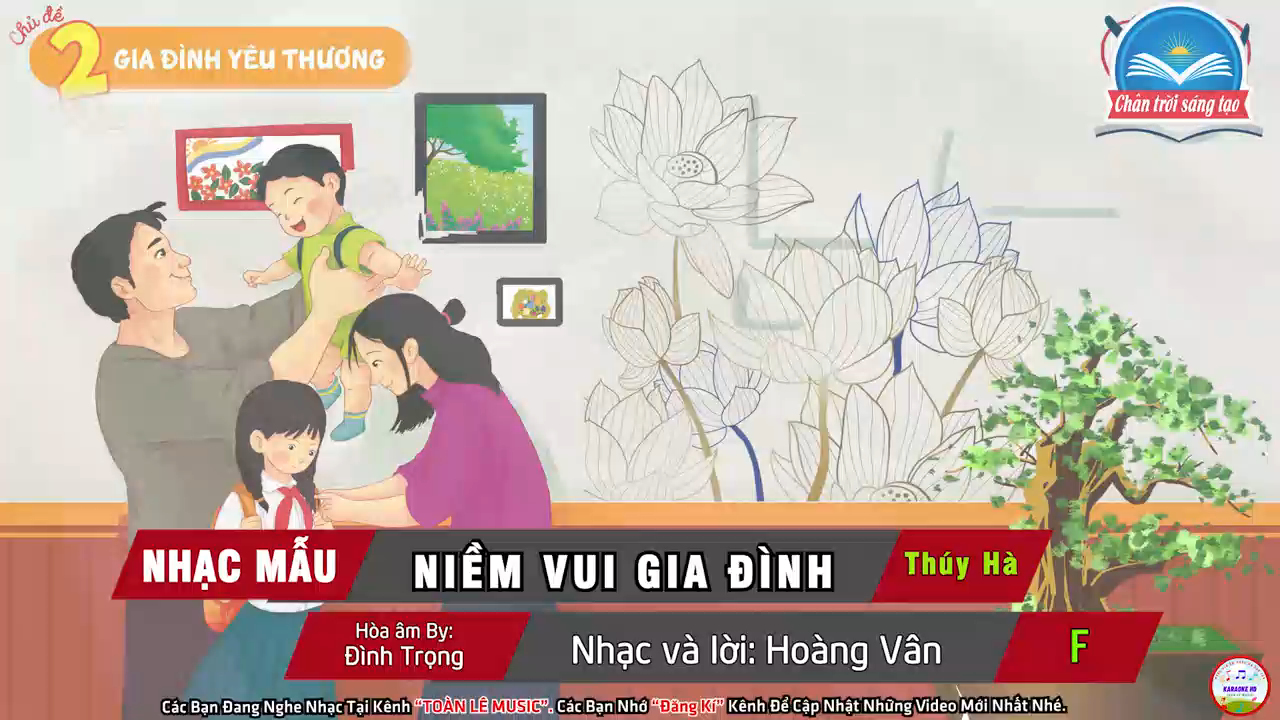 Chủ đề
2 GIA ĐÌNH YÊU THƯƠNG
Chân trời sáng tạo
NHẠC MẪU
NIỀM VUI GIA ĐÌNH
Thúy Hà
Hòa âm By:
Đình Trọng
Nhạc và lời: Hoàng Vân
F
KARAOKE HD
Các Bạn Đang Nghe Nhạc Tại Kênh “TOÀN LÊ MUSIC”. Các Bạn Nhớ “Đăng Kí” Kênh Để Cập Nhật Những Video Mới Nhất Nhé.